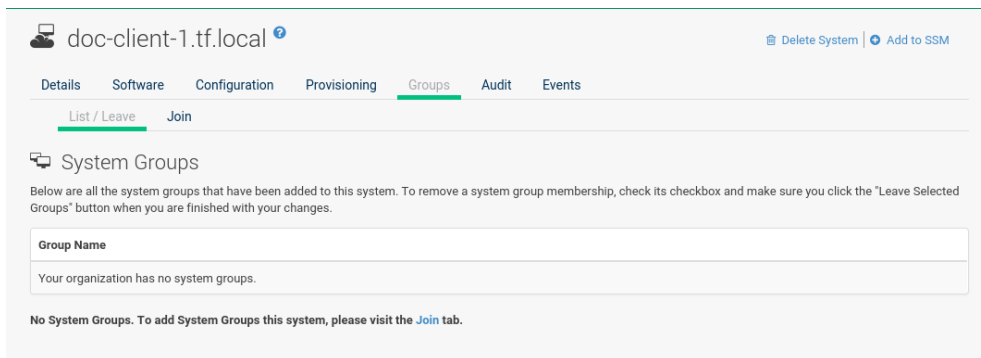 doc-client-1.tf.local
Delete System | Add to SSM
Details Software Configuration Provisioning Groups Audit Events
List / Leave Join
System Groups
Below are all the system groups that have been added to this system. To remove a system group membership, check its checkbox and make sure you click the "Leave Selected
Groups" button when you are finished with your changes.
Group Name
Your organization has no system groups.
No System Groups. To add System Groups this system, please visit the Join tab.